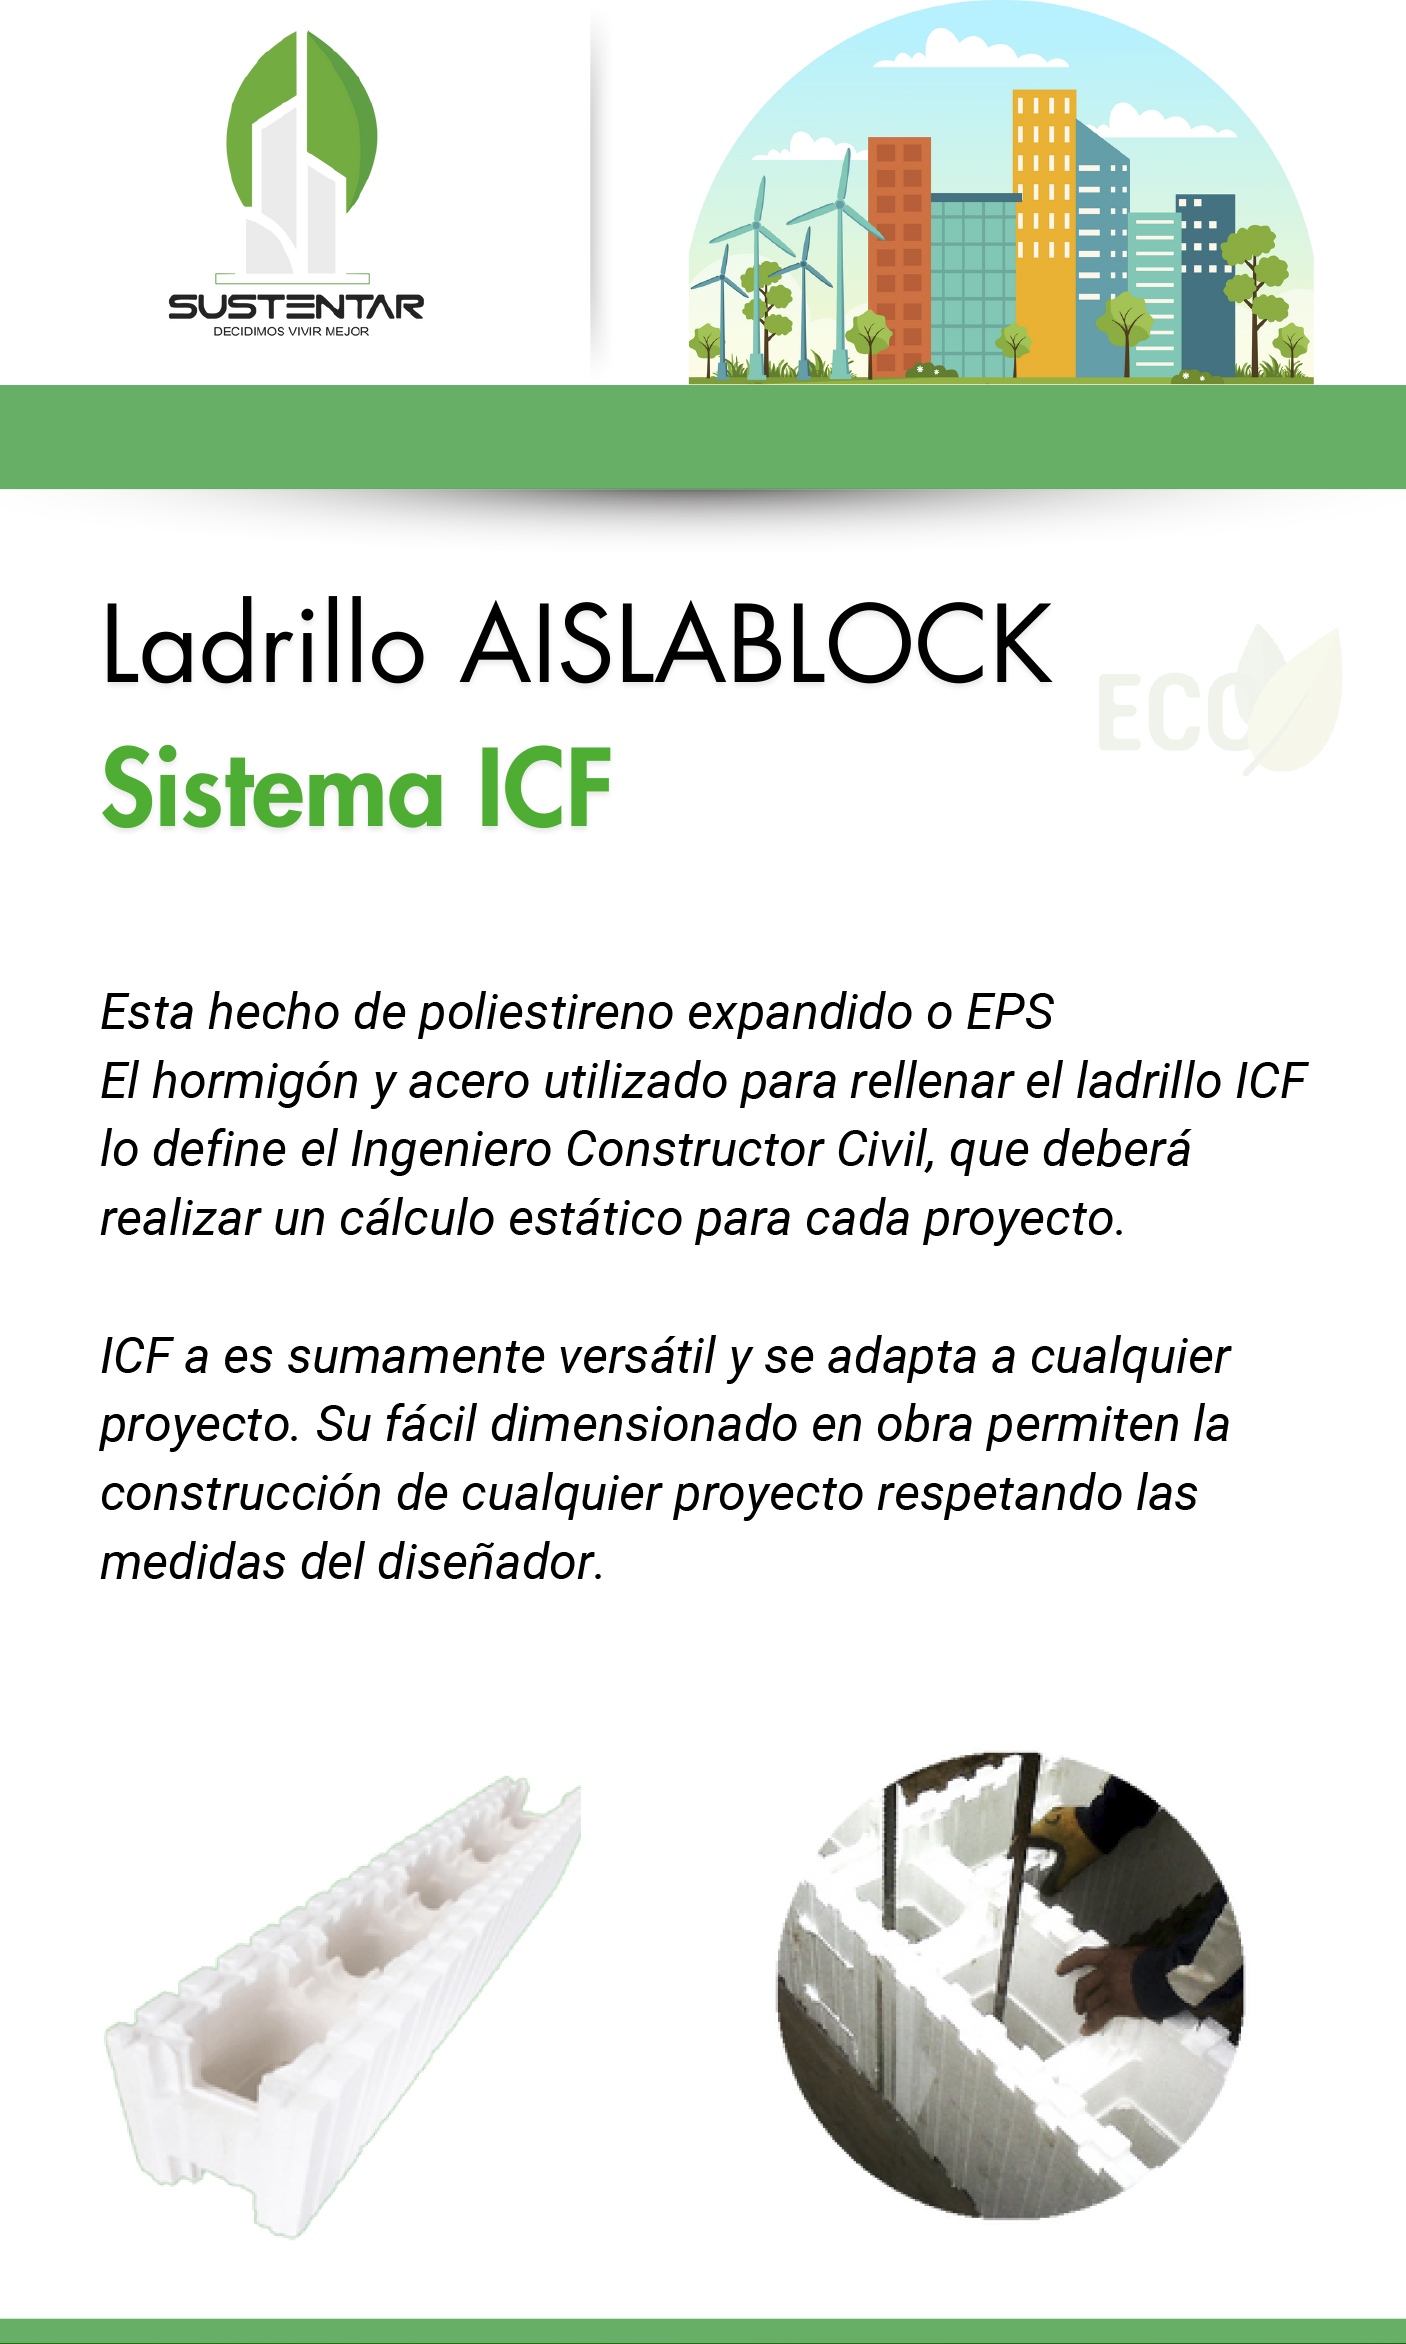 SUSTENTAR
DECIDIMOS VIVIR MEJOR
Ladrillo AISLABLOCK
ECO
Sistema ICF
Esta hecho de poliestireno expandido o EPS
El hormigón y acero utilizado para rellenar el ladrillo ICF
lo define el Ingeniero Constructor Civil, que deberá
realizar un cálculo estático para cada proyecto.
ICF a es sumamente versátil y se adapta a cualquier
proyecto. Su fácil dimensionado en obra permiten la
construcción de cualquier proyecto respetando las
medidas del diseñador.